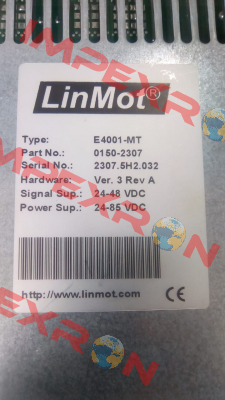 IMPEXRON
LinMot®
Type: E4001-MT
Part No.: 0150-2307
Serial No.: 2307.5H2.032
Hardware: Ver. 3 Rev A
Signal Sup.: 24-48 VDC
Power Sup.: 24-85 VDC
http://www.linmot.com CE
IMPEXRON